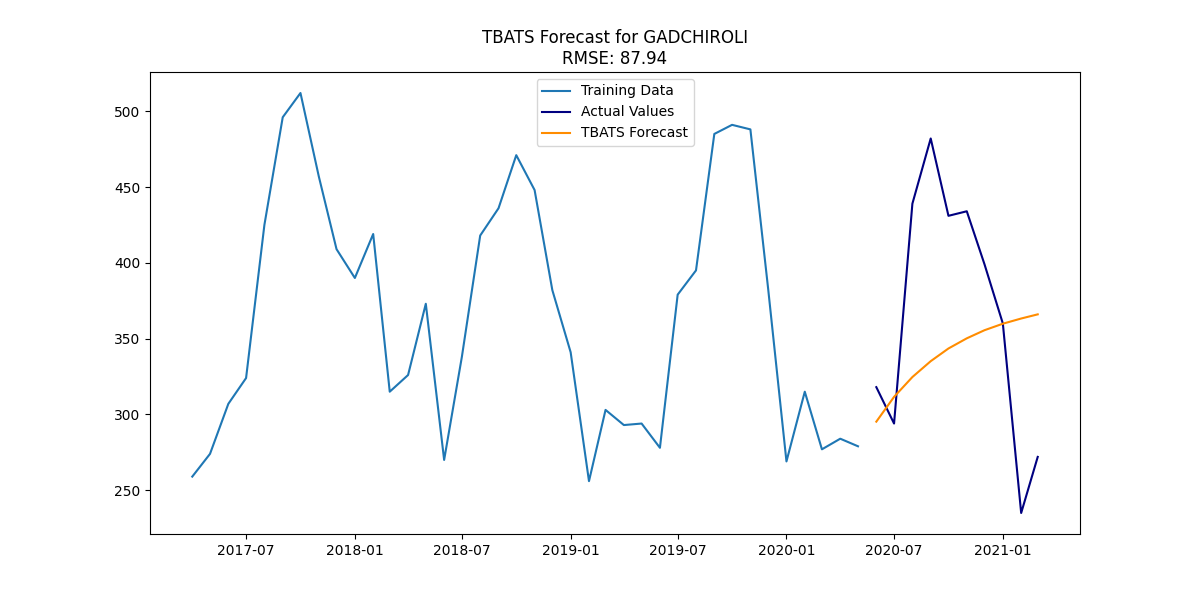 TBATS Forecast for GADCHIROLI
RMSE: 87.94
Training Data
Actual Values
TBATS Forecast
500
450
400
350
300
250
2017-07
2018-01
2018-07
2019-01
2019-07
2020-01
2020-07
2021-01